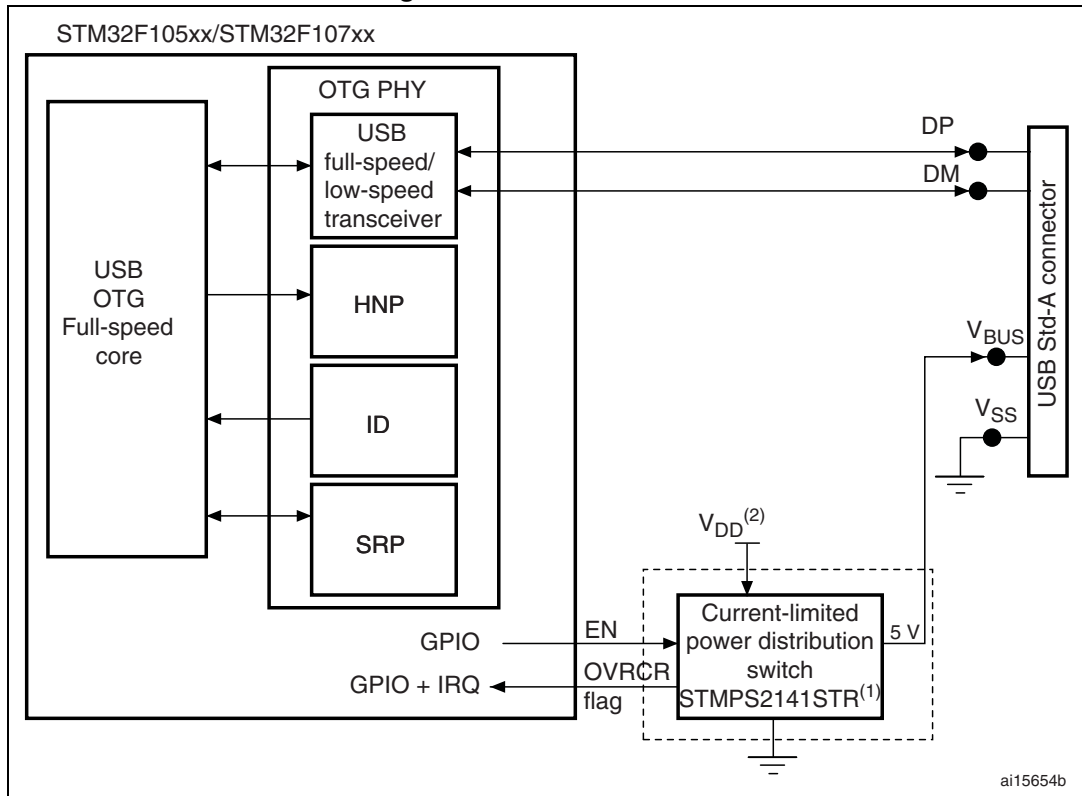 STM32F105xx/STM32F107xx
OTG PHY
USB
full-speed/
low-speed
transceiver
USB
OTG
Full-speed
core
HNP
ID
SRP
DP
DM
VBUS
VSS
USB Std-A connector
VDD(2)
GPIO
EN
GPIO + IRQ
OVRCR
flag
Current-limited
power distribution
switch
STMPS2141STR(1)
5 V
ai15654b